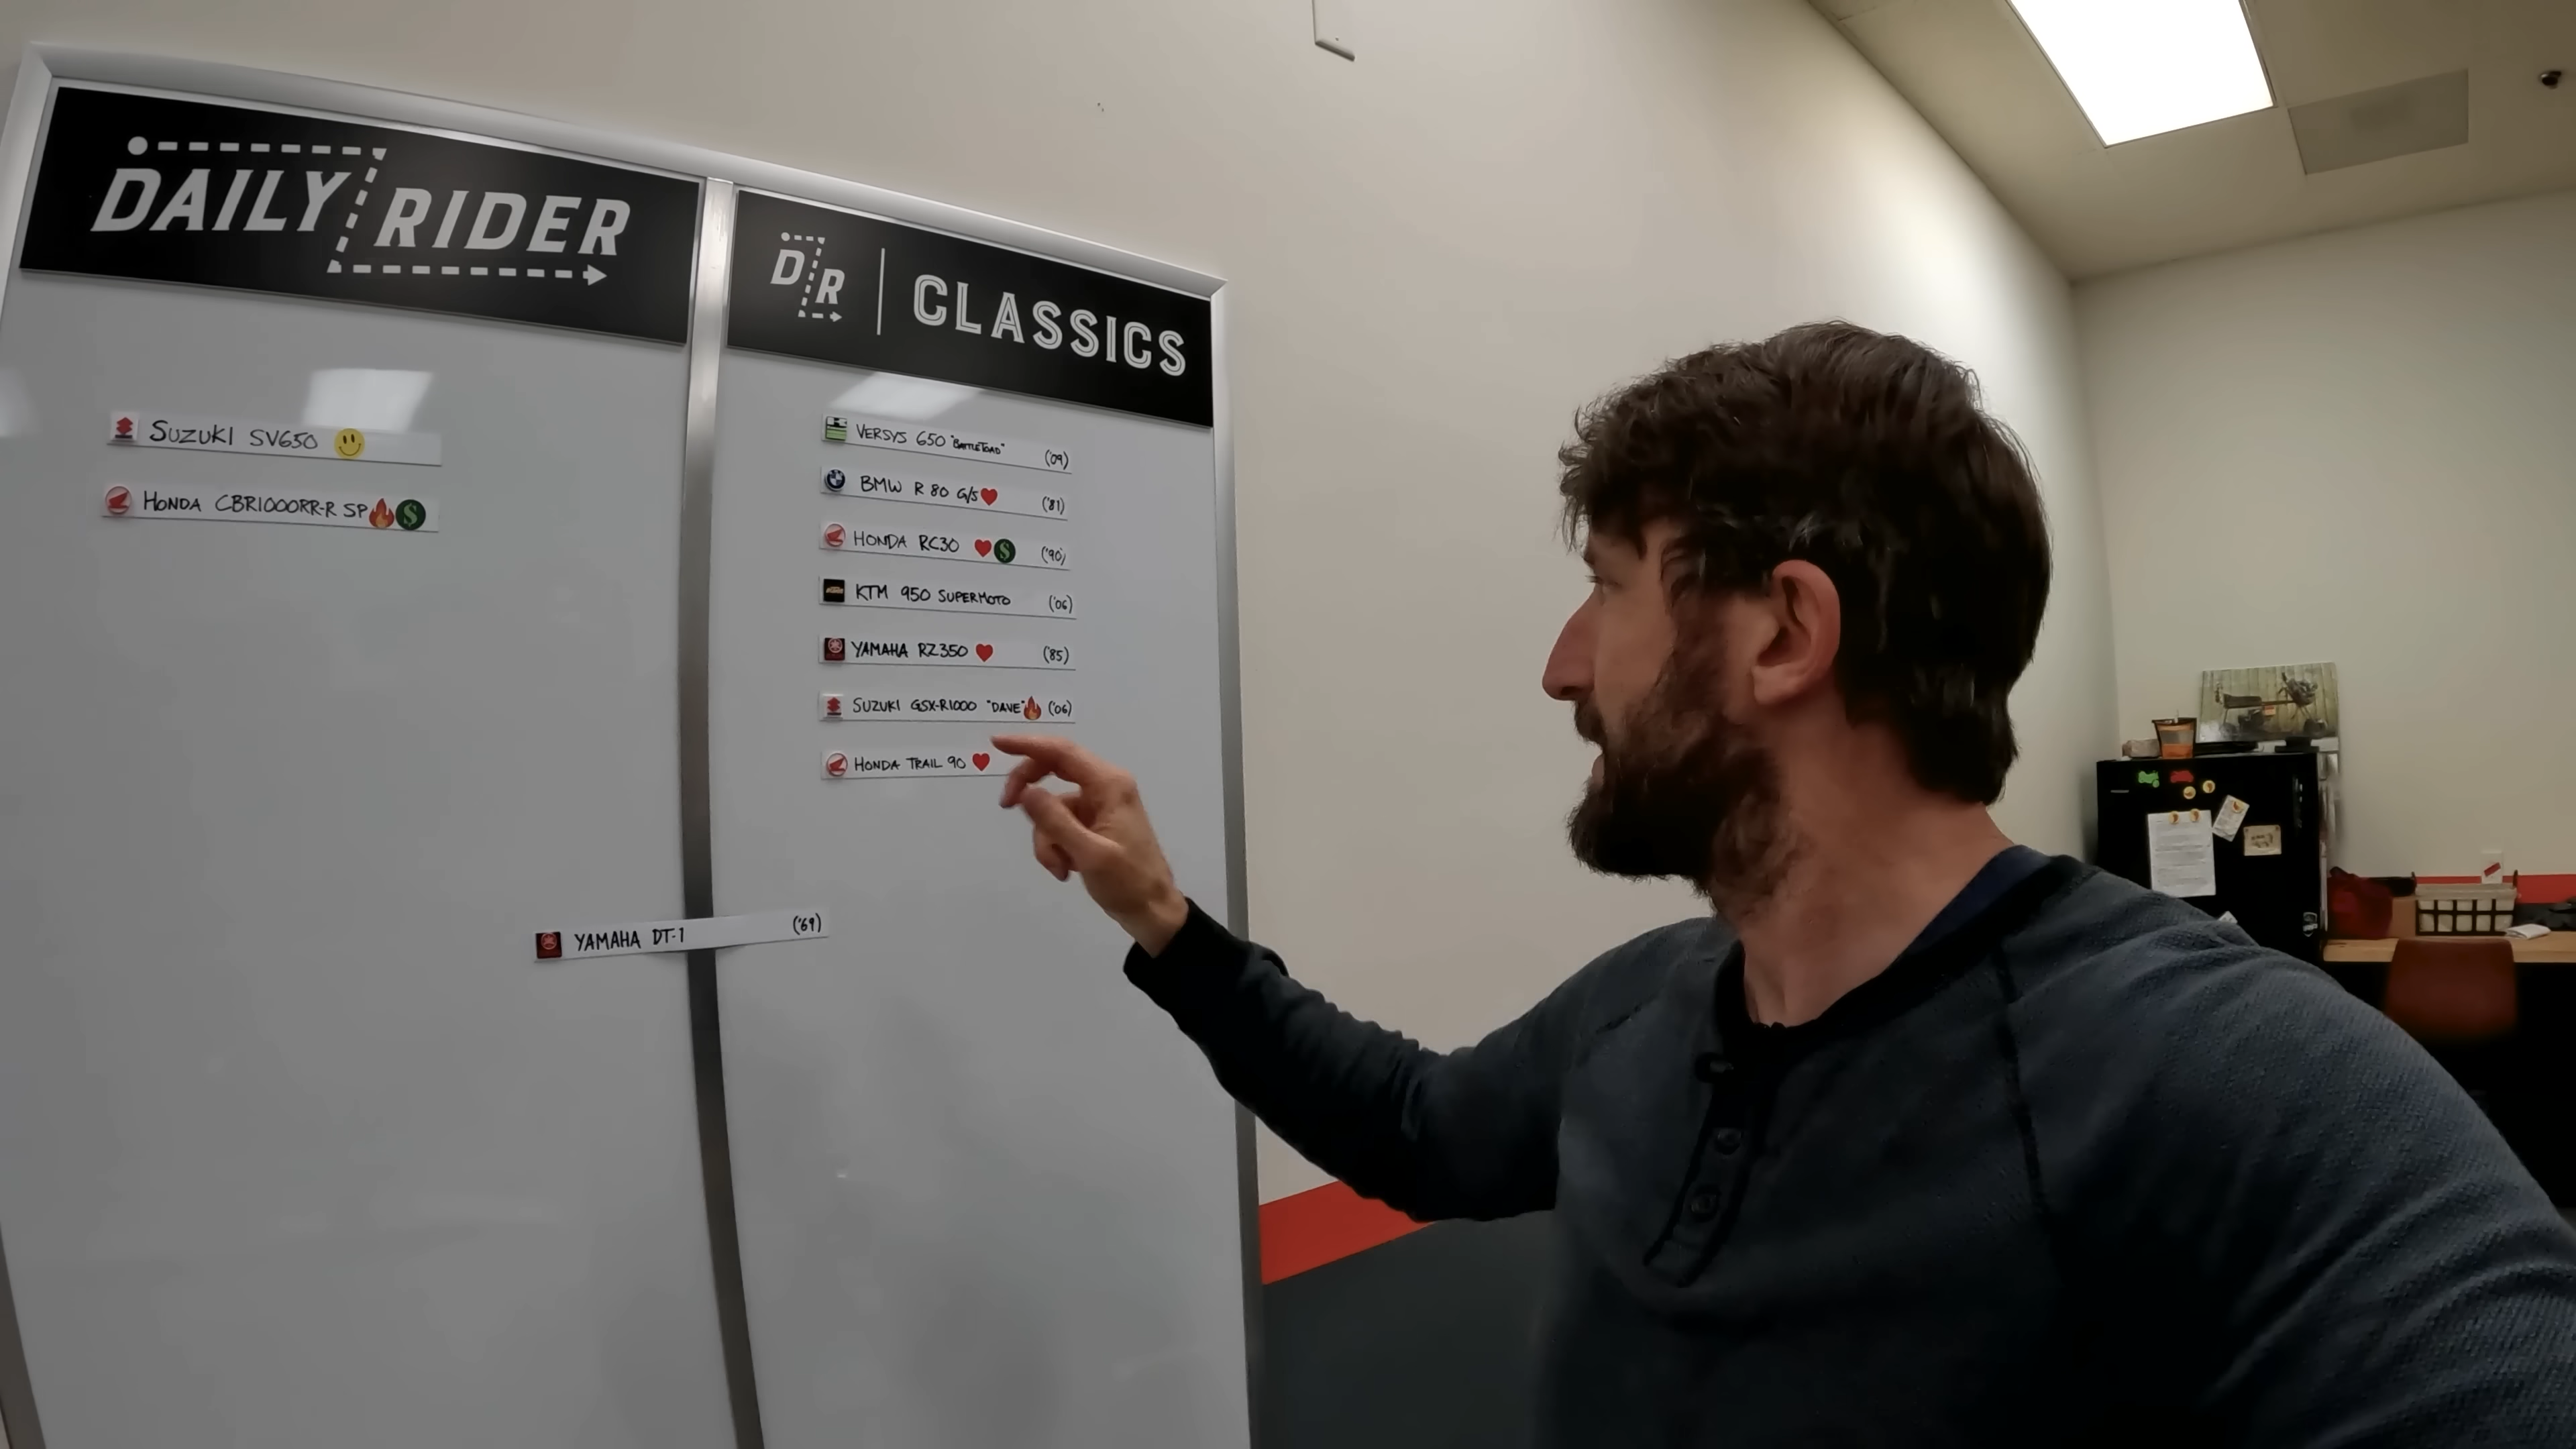 DAILY RIDER
SUZUKI SV650
HONDA CBR1000RR-R SP $
D R CLASSICS
VERSYS 650 "BATTLETOAD" ('09)
BMW R 80 G/S ('81)
HONDA RC30 $ ('90)
KTM 950 SUPERMOTO ('06)
YAMAHA RZ350 ('85)
SUZUKI GSX-R1000 "DAVE" ('06)
HONDA TRAIL 90
YAMAHA DT-1 ('69)